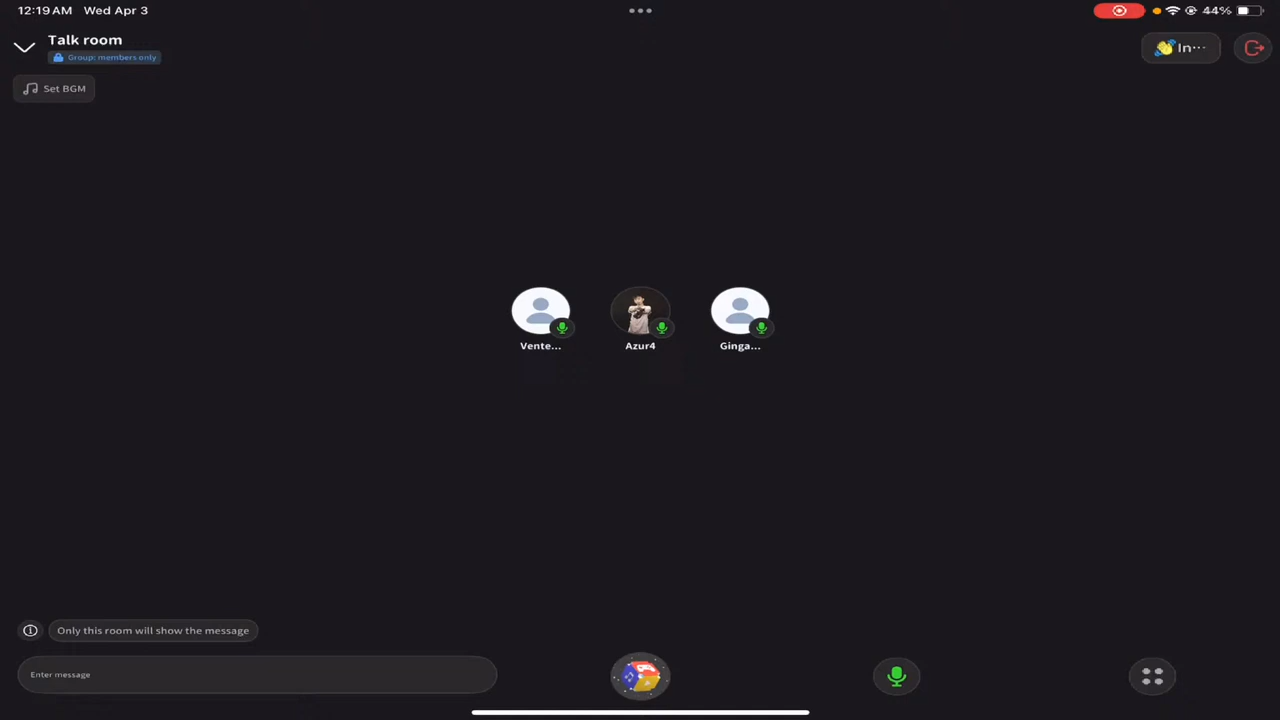 12:19 AM Wed Apr 3
44%
Talk room
Group: members only
In...
Set BGM
Vente...
Azur4
Ginga...
Only this room will show the message
Enter message